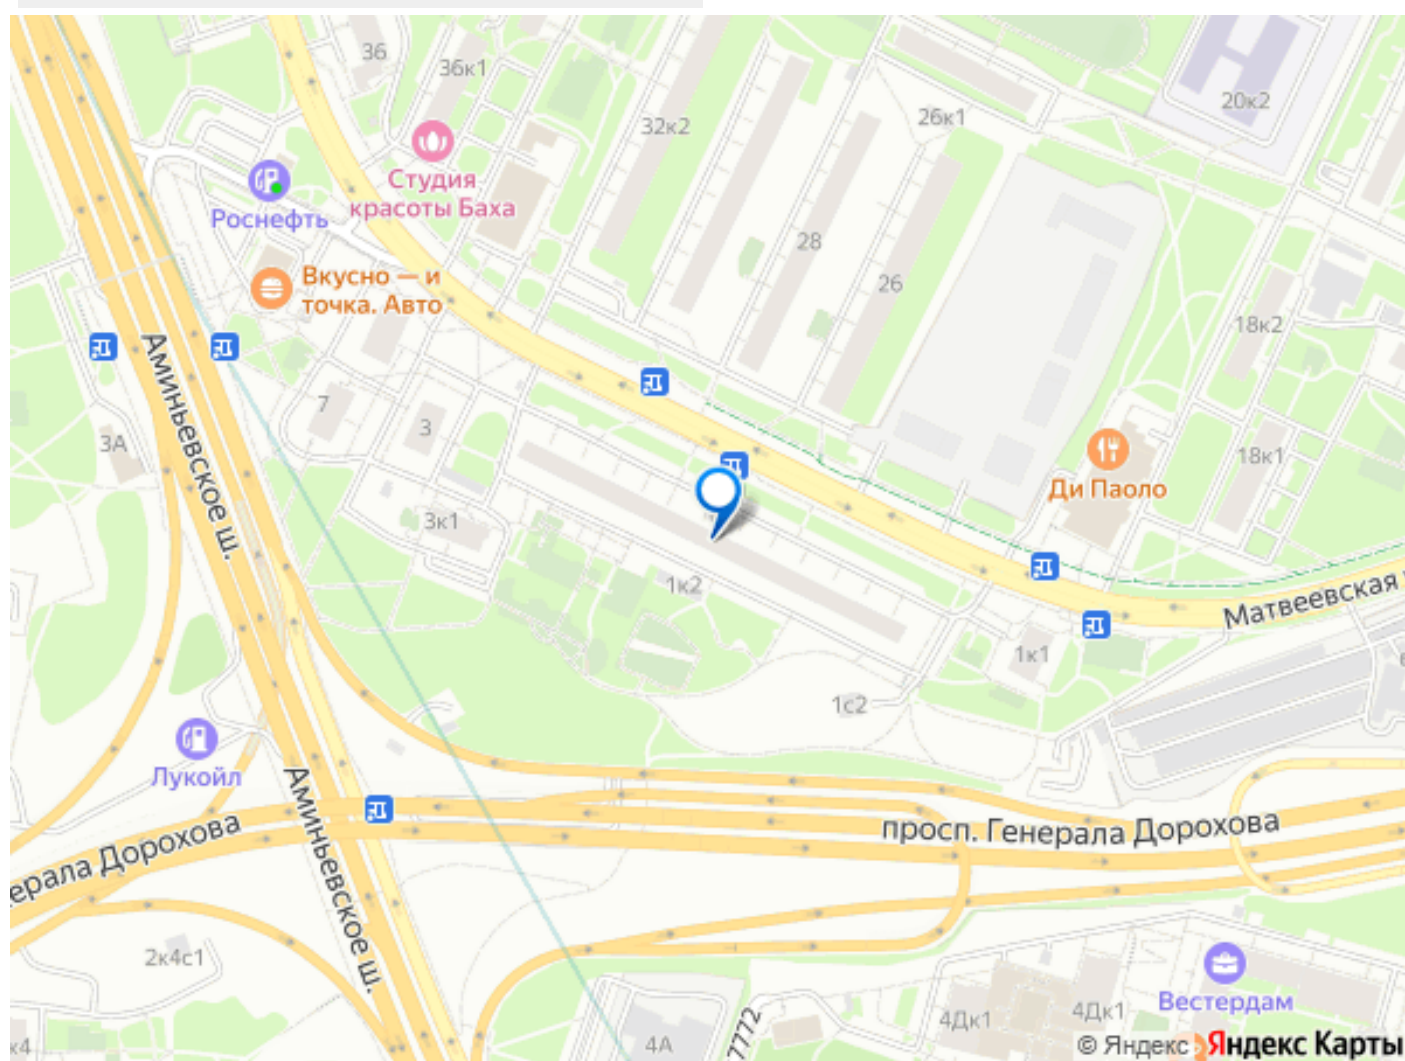 36
36к1
32к2
26к1
20к2
Студия
красоты Баха
Роснефть
28
26
Вкусно — и
точка. Авто
18к2
Аминьевское ш.
7
3
3А
18к1
Ди Паоло
3к1
1к2
Матвеевская
1к1
1с2
Лукойл
Аминьевское ш.
просп. Генерала Дорохова
ерала Дорохова
2к4с1
Вестердам
4Дк1
4Дк1
7772
4А
к4
© Яндекс Яндекс Карты